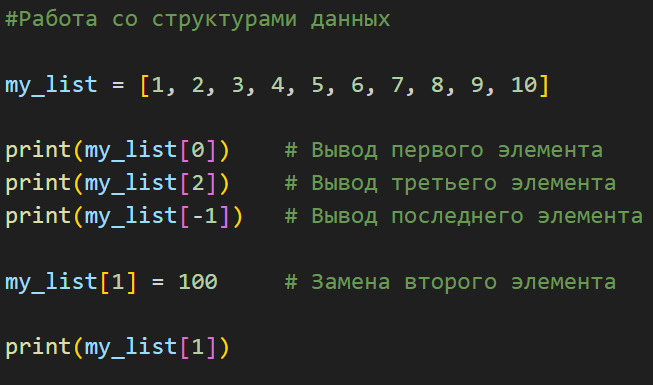 #Работа со структурами данных
my_list = [1, 2, 3, 4, 5, 6, 7, 8, 9, 10]
print(my_list[0])    # Вывод первого элемента
print(my_list[2])    # Вывод третьего элемента
print(my_list[-1])   # Вывод последнего элемента
my_list[1] = 100     # Замена второго элемента
print(my_list[1])